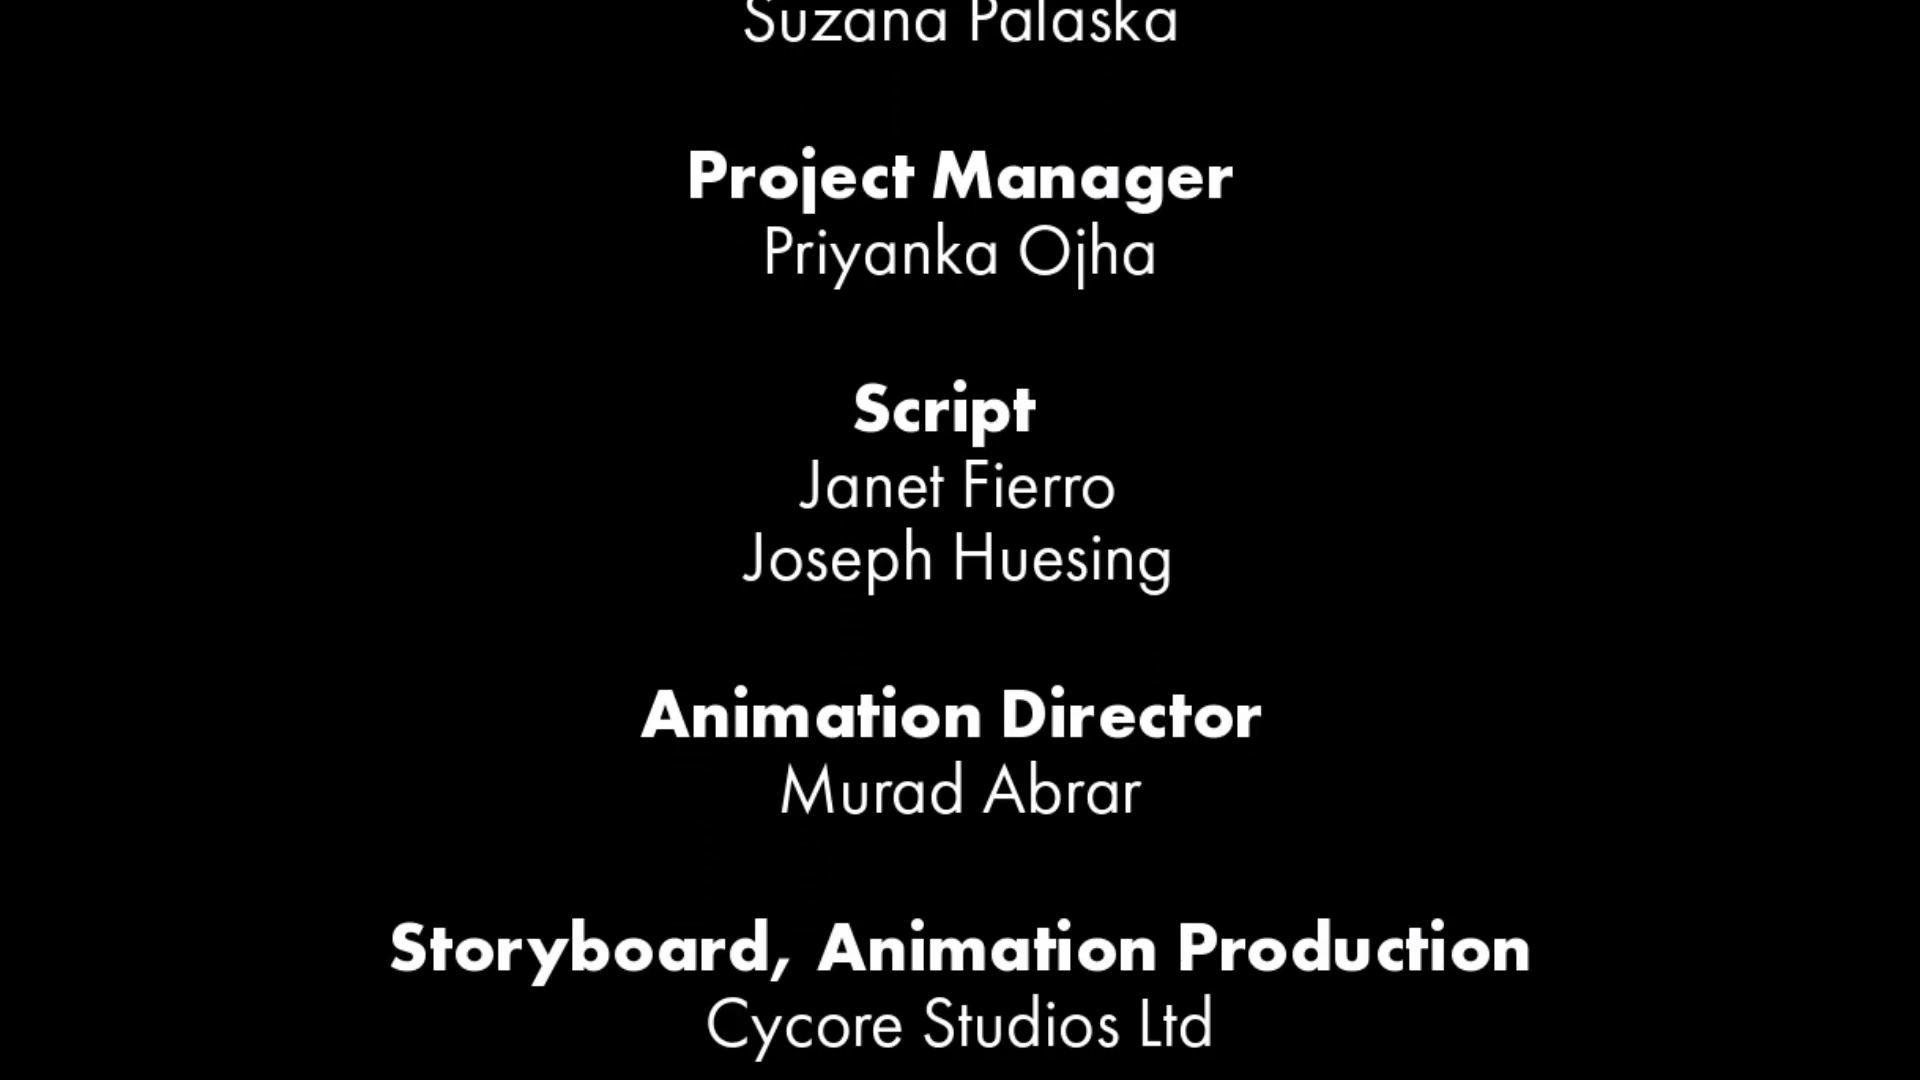 Suzana Palaska
Project Manager
Priyanka Ojha
Script
Janet Fierro
Joseph Huesing
Animation Director
Murad Abrar
Storyboard, Animation Production
Cycore Studios Ltd